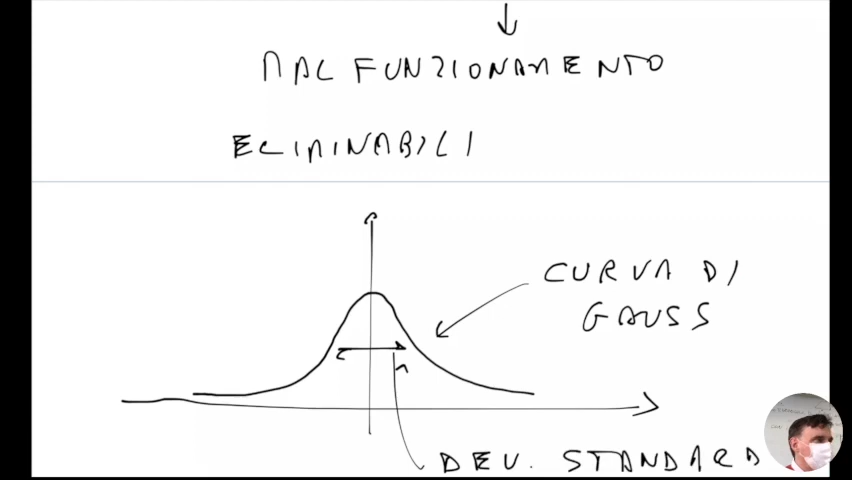 MALFUNZIONAMENTO
ELIMINABILI
CURVA DI
GAUSS
DEV. STANDARD